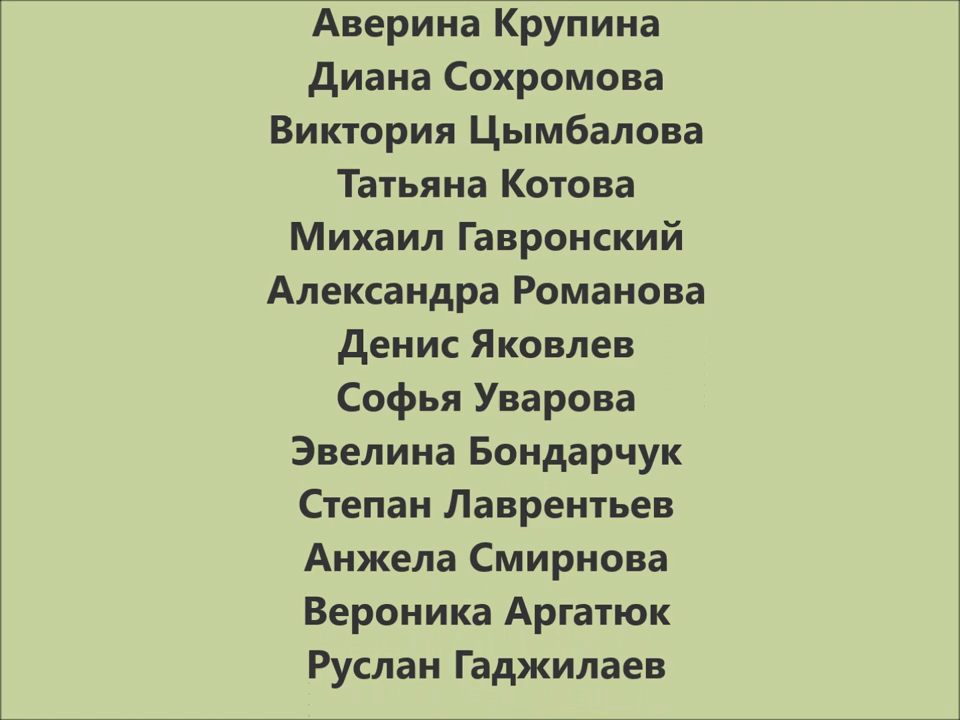 Аверина Крупина
Диана Сохромова
Виктория Цымбалова
Татьяна Котова
Михаил Гавронский
Александра Романова
Денис Яковлев
Софья Уварова
Эвелина Бондарчук
Степан Лаврентьев
Анжела Смирнова
Вероника Аргатюк
Руслан Гаджилаев